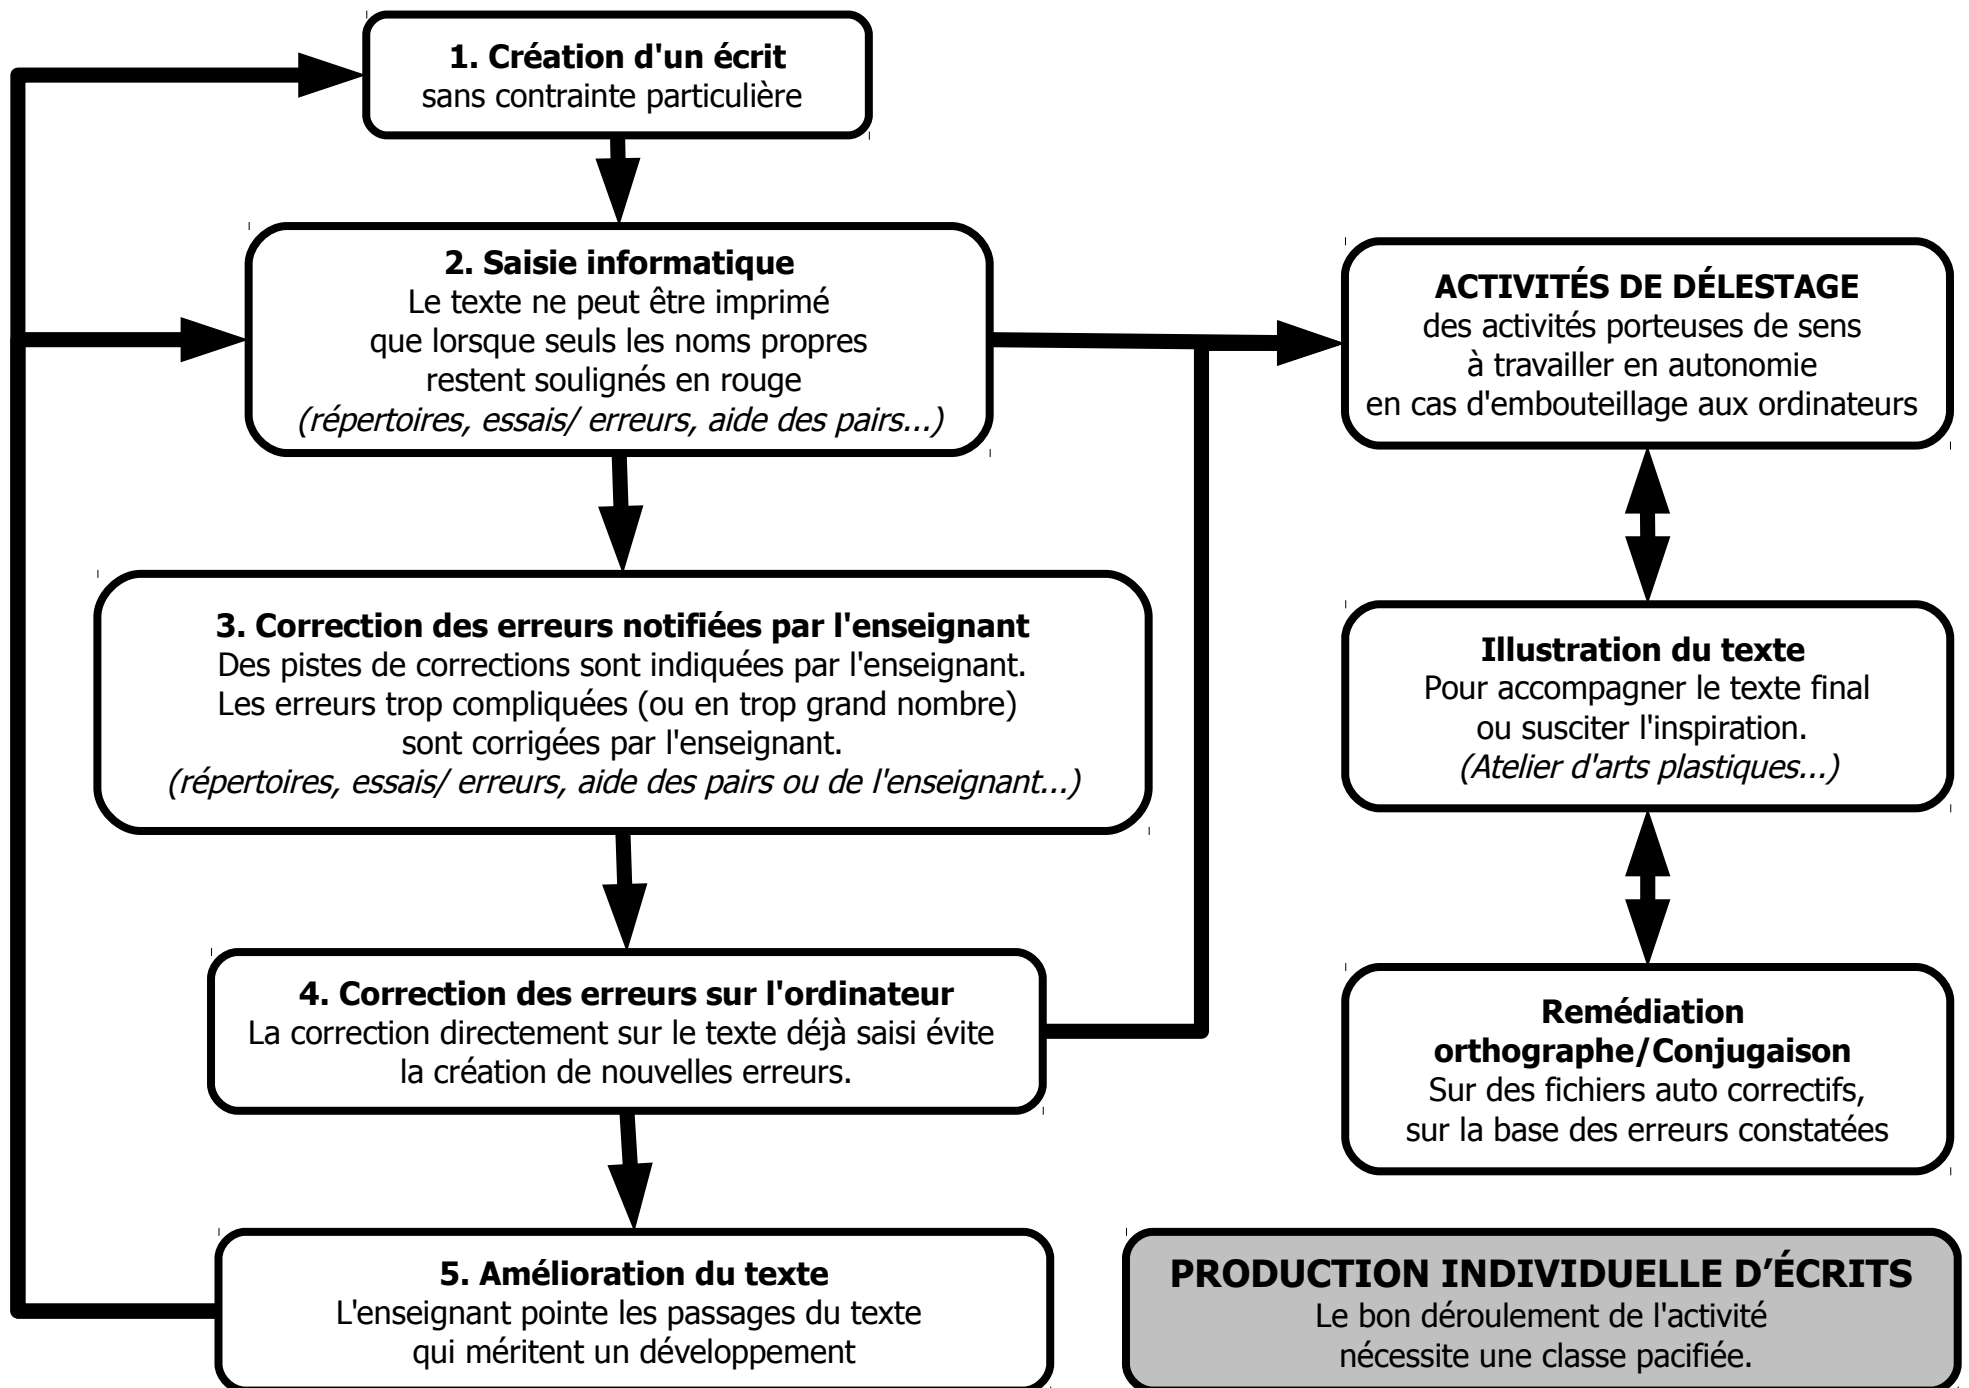 1. Création d'un écrit
sans contrainte particulière
2. Saisie informatique
Le texte ne peut être imprimé
que lorsque seuls les noms propres
restent soulignés en rouge
(répertoires, essais/ erreurs, aide des pairs...)
3. Correction des erreurs notifiées par l'enseignant
Des pistes de corrections sont indiquées par l'enseignant.
Les erreurs trop compliquées (ou en trop grand nombre)
sont corrigées par l'enseignant.
(répertoires, essais/ erreurs, aide des pairs ou de l'enseignant...)
4. Correction des erreurs sur l'ordinateur
La correction directement sur le texte déjà saisi évite
la création de nouvelles erreurs.
5. Amélioration du texte
L'enseignant pointe les passages du texte
qui méritent un développement
ACTIVITÉS DE DÉLESTAGE
des activités porteuses de sens
à travailler en autonomie
en cas d'embouteillage aux ordinateurs
Illustration du texte
Pour accompagner le texte final
ou susciter l'inspiration.
(Atelier d'arts plastiques...)
Remédiation
orthographe/Conjugaison
Sur des fichiers auto correctifs,
sur la base des erreurs constatées
PRODUCTION INDIVIDUELLE D’ÉCRITS
Le bon déroulement de l'activité
nécessite une classe pacifiée.